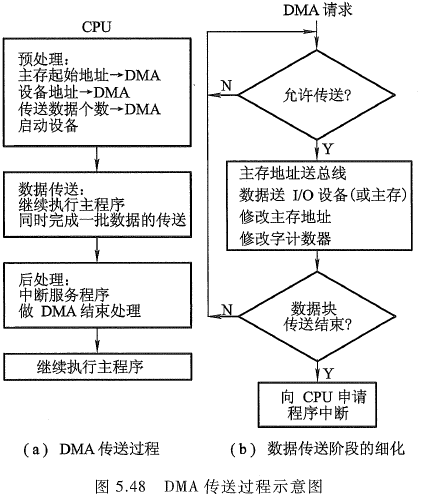 CPU
预处理:
主存起始地址→DMA
设备地址→DMA
传送数据个数→DMA
启动设备
数据传送:
继续执行主程序
同时完成一批数据的传送
后处理:
中断服务程序
做 DMA 结束处理
继续执行主程序
(a) DMA 传送过程
DMA 请求
N
允许传送?
Y
主存地址送总线
数据送 I/O 设备(或主存)
修改主存地址
修改字计数器
N
数据块
传送结束?
Y
向 CPU 申请
程序中断
(b) 数据传送阶段的细化
图 5.48 DMA 传送过程示意图